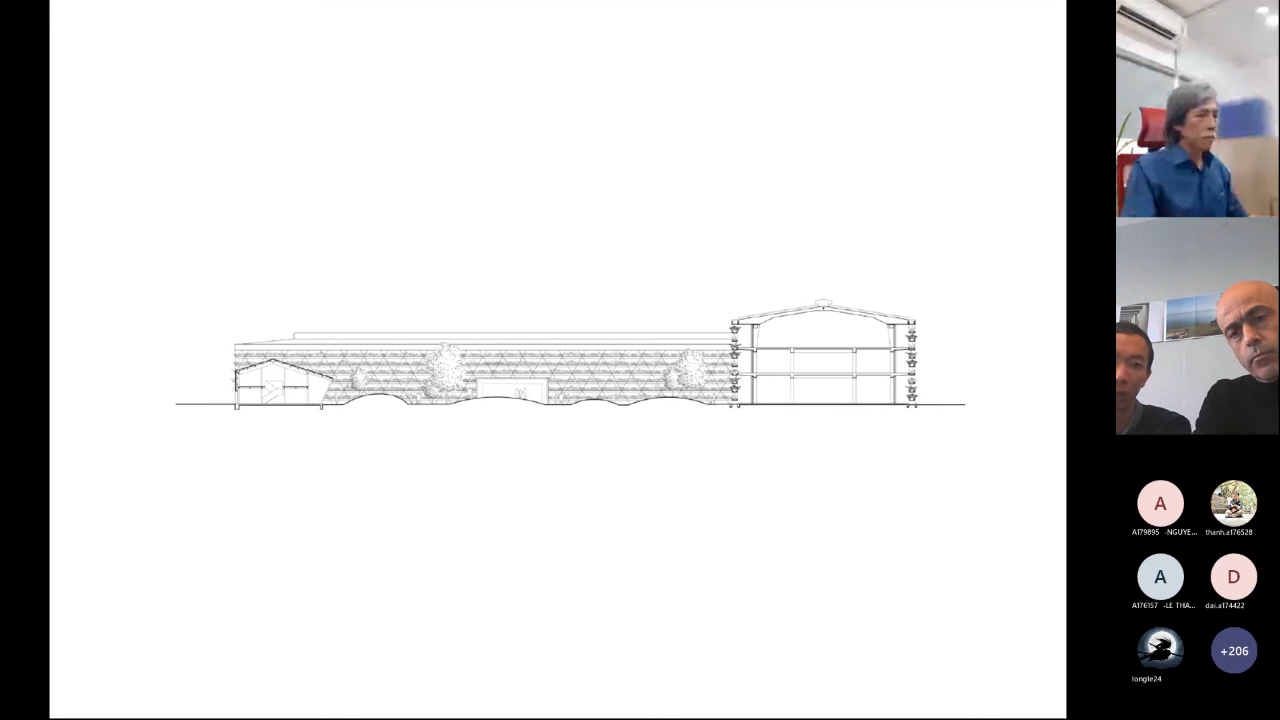 A
A179895 -NGUYE...
thanh.a176528
A
A176157 -LE THA...
D
dai.a174422
longle24
+206